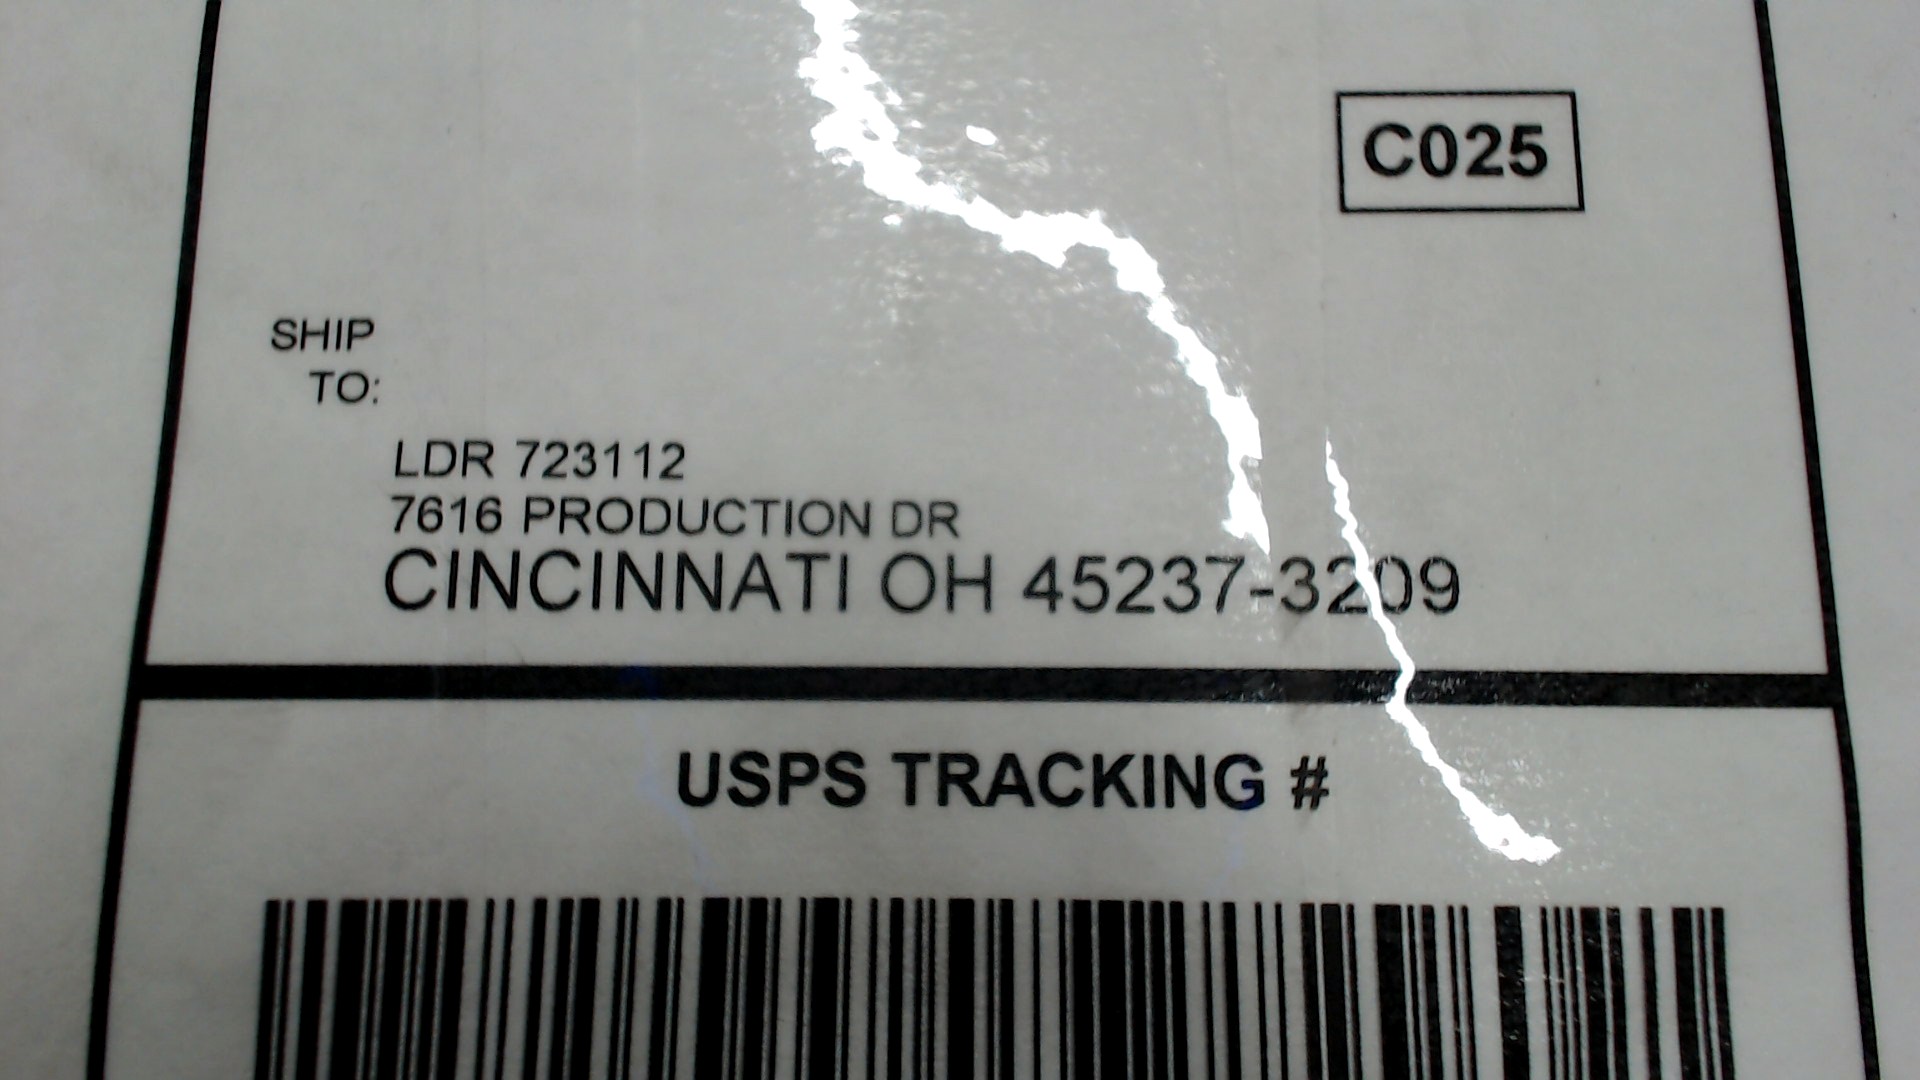 C025
SHIP
TO:
LDR 723112
7616 PRODUCTION DR
CINCINNATI OH 45237-3209
USPS TRACKING #